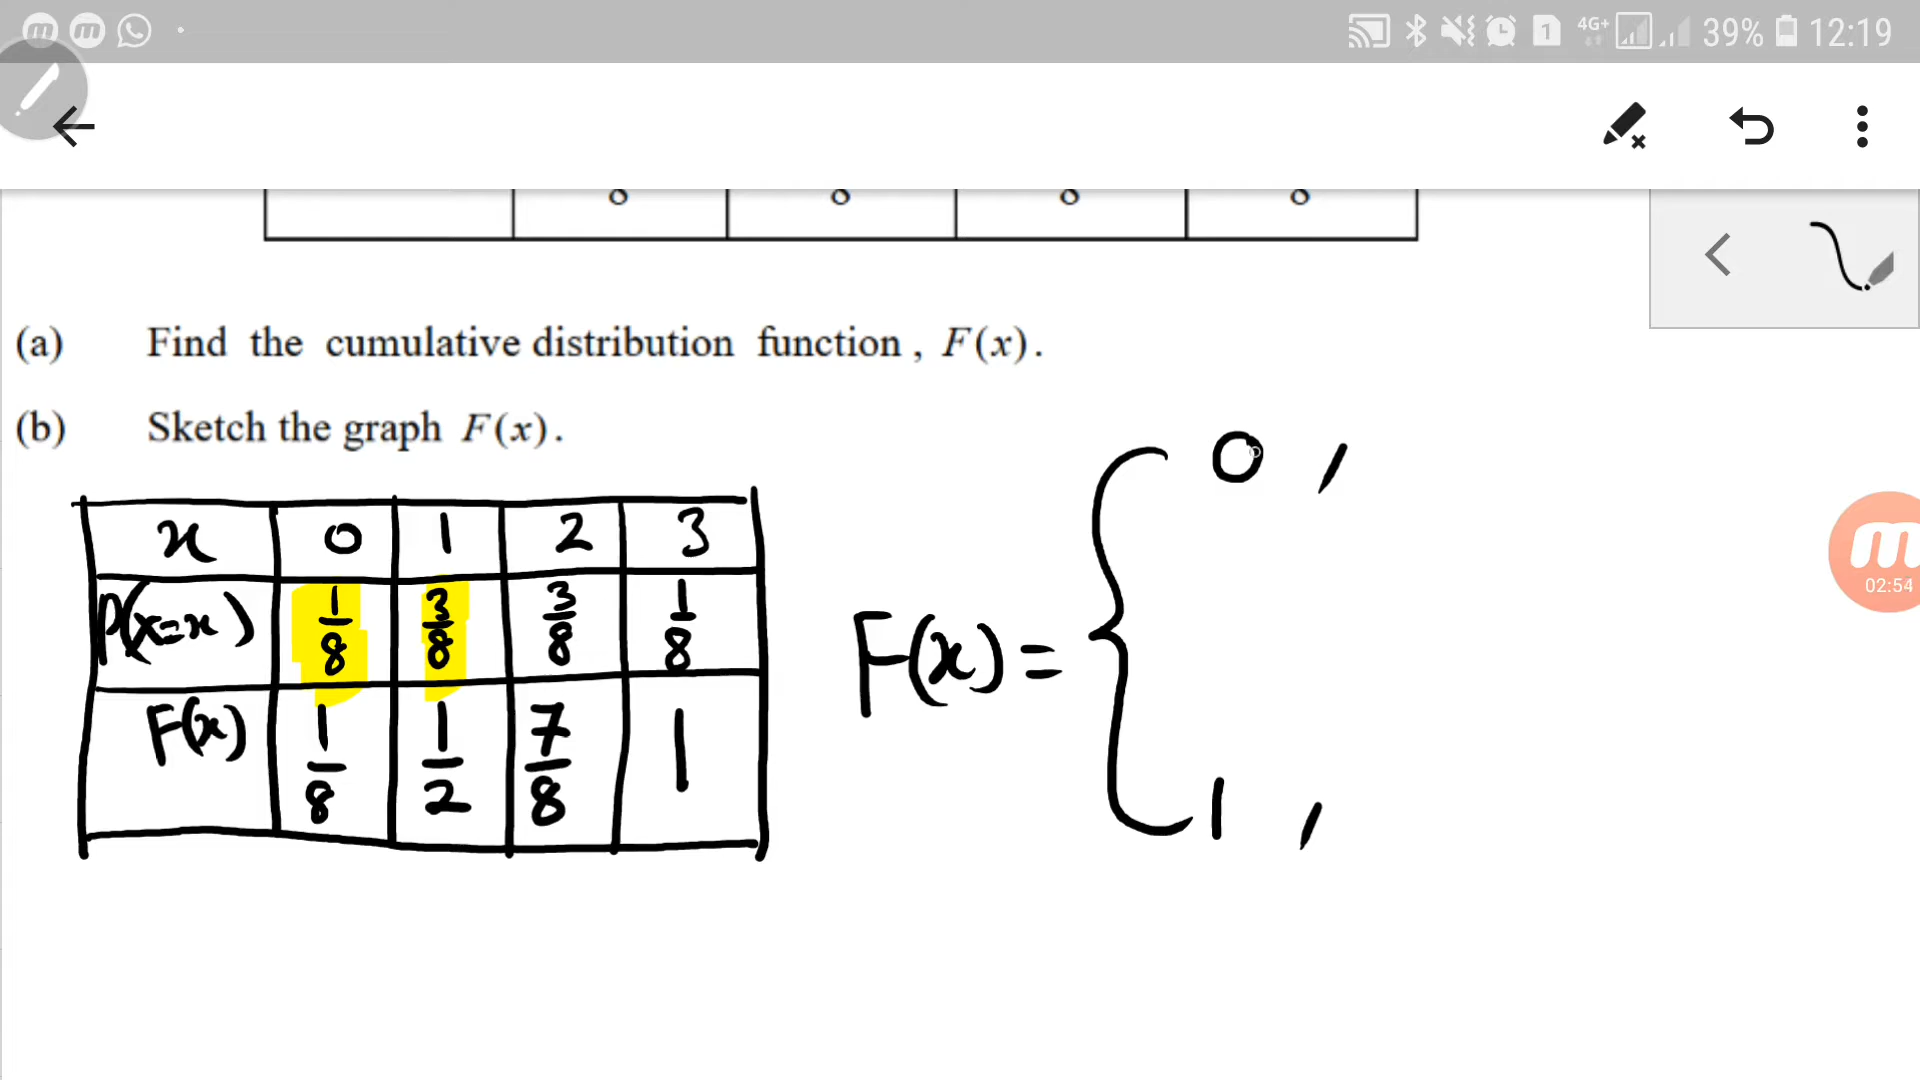 39% 12:19
8 8 8 8
(a) Find the cumulative distribution function , F(x).
(b) Sketch the graph F(x).
x 0 1 2 3
P(X=x) 1/8 3/8 3/8 1/8
F(x) 1/8 1/2 7/8 1
F(x) = { 0 ,
1 ,
02:54